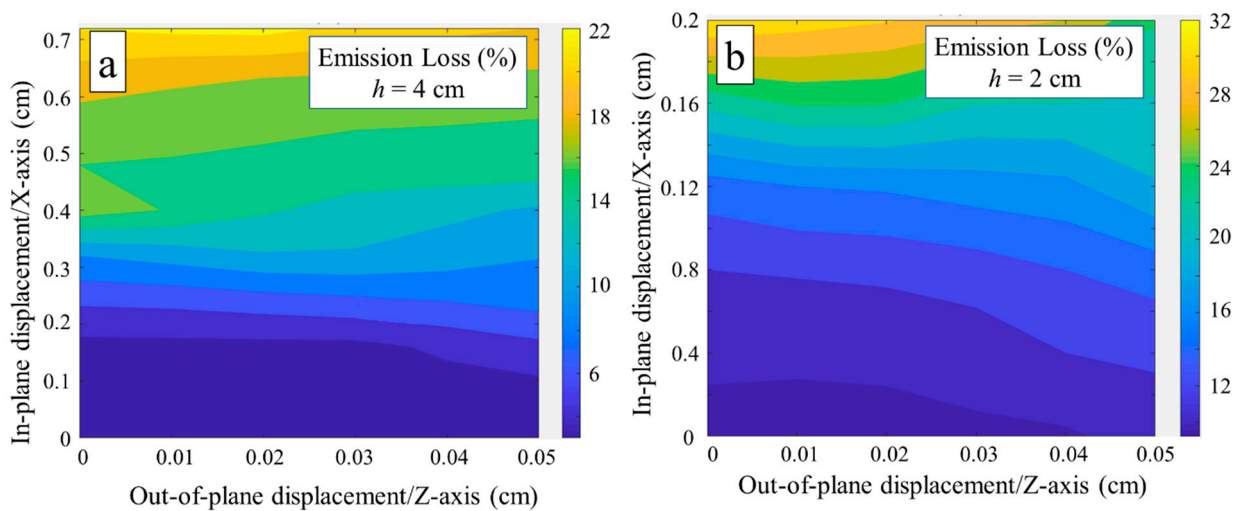 a
Emission Loss (%)
h = 4 cm
In-plane displacement/X-axis (cm)
0.7
0.6
0.5
0.4
0.3
0.2
0.1
0
0 0.01 0.02 0.03 0.04 0.05
Out-of-plane displacement/Z-axis (cm)
22
18
14
10
6
b
Emission Loss (%)
h = 2 cm
In-plane displacement/X-axis (cm)
0.2
0.16
0.12
0.8
0.4
0
0 0.01 0.02 0.03 0.04 0.05
Out-of-plane displacement/Z-axis (cm)
32
28
24
20
16
12